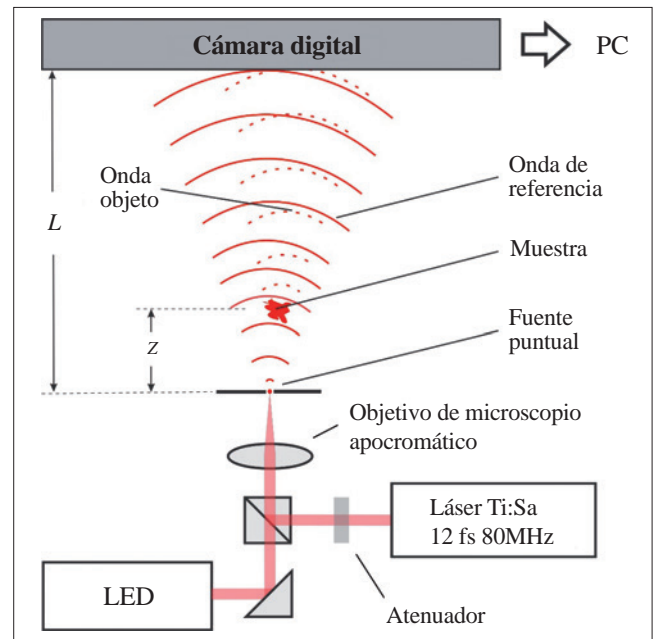 Cámara digital
PC
Onda
objeto
Onda de
referencia
L
Muestra
Z
Fuente
puntual
Objetivo de microscopio
apocromático
Láser Ti:Sa
12 fs 80MHz
LED
Atenuador